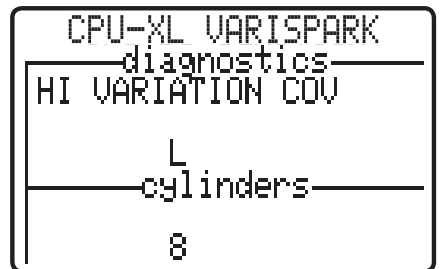 CPU-XL VARISPARK
diagnostics
HI VARIATION COV
L
cylinders
8